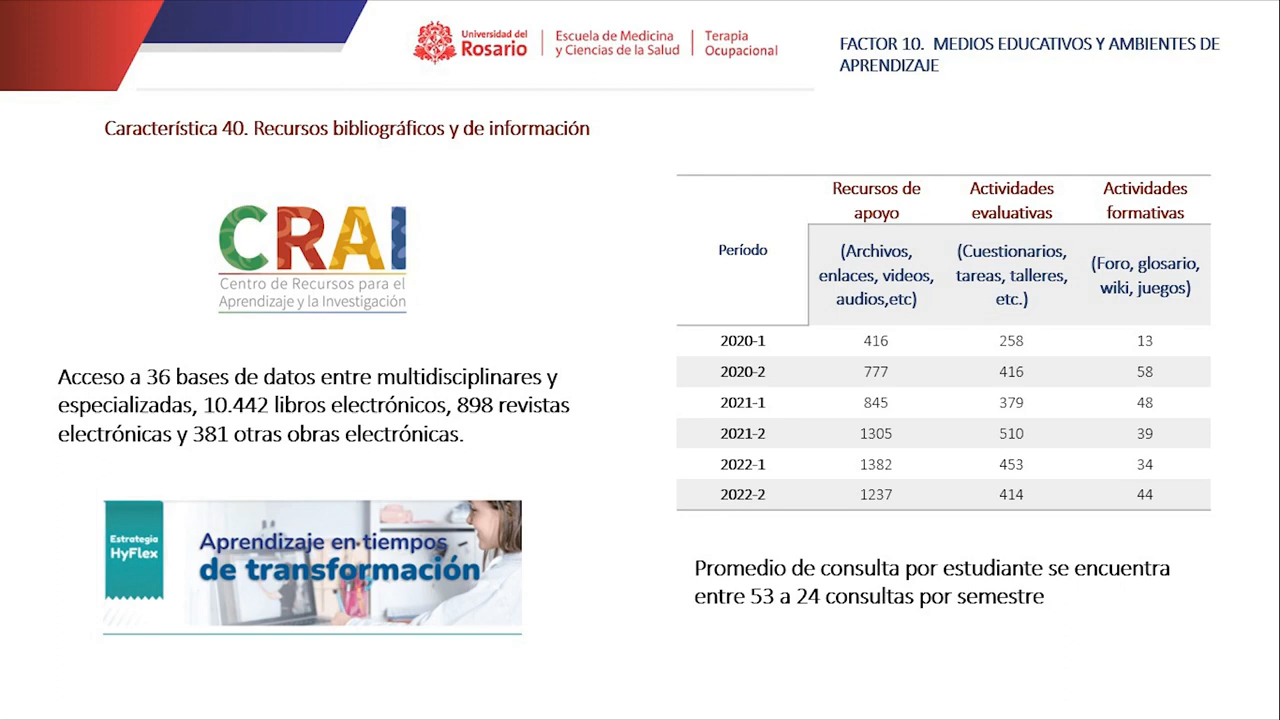 Universidad del
Rosario
Escuela de Medicina
y Ciencias de la Salud
Terapia
Ocupacional
FACTOR 10. MEDIOS EDUCATIVOS Y AMBIENTES DE
APRENDIZAJE
Característica 40. Recursos bibliográficos y de información
CRAI
Centro de Recursos para el
Aprendizaje y la Investigación
Acceso a 36 bases de datos entre multidisciplinares y
especializadas, 10.442 libros electrónicos, 898 revistas
electrónicas y 381 otras obras electrónicas.
Estrategia
HyFlex
Aprendizaje en tiempos
de transformación
Período
Recursos de
apoyo
Actividades
evaluativas
Actividades
formativas
(Archivos,
enlaces, videos,
audios,etc)
(Cuestionarios,
tareas, talleres,
etc.)
(Foro, glosario,
wiki, juegos)
2020-1 416 258 13
2020-2 777 416 58
2021-1 845 379 48
2021-2 1305 510 39
2022-1 1382 453 34
2022-2 1237 414 44
Promedio de consulta por estudiante se encuentra
entre 53 a 24 consultas por semestre